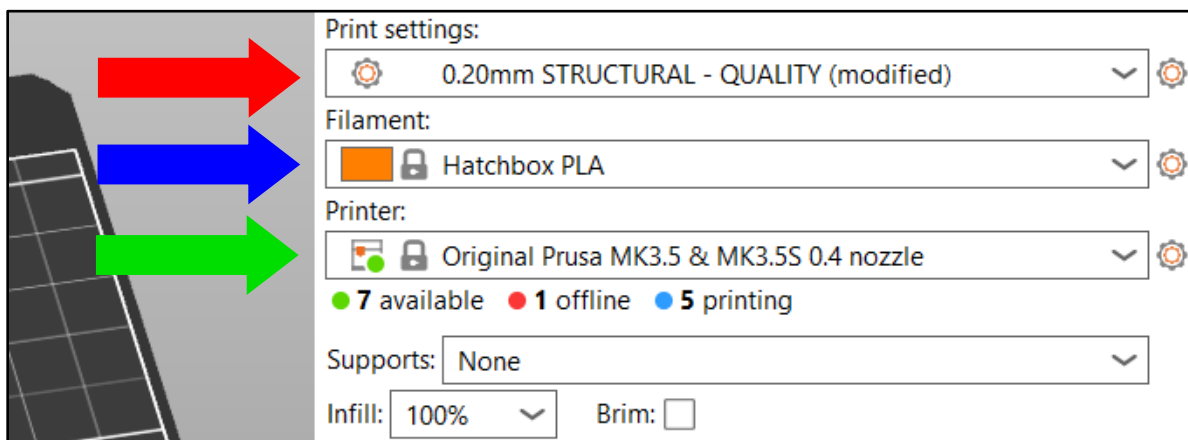 Print settings:
0.20mm STRUCTURAL - QUALITY (modified)
Filament:
Hatchbox PLA
Printer:
Original Prusa MK3.5 & MK3.5S 0.4 nozzle
7 available 1 offline 5 printing
Supports: None
Infill: 100% Brim: